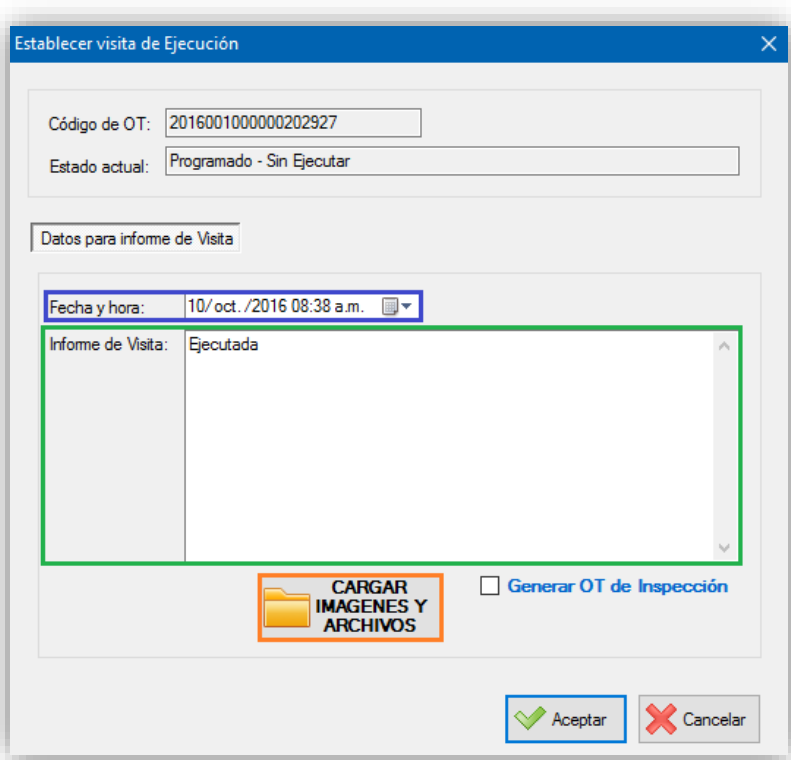 Establecer visita de Ejecución
Código de OT: 2016001000000202927
Estado actual: Programado - Sin Ejecutar
Datos para informe de Visita
Fecha y hora: 10/ oct. /2016 08:38 a.m.
Informe de Visita: Ejecutada
CARGAR
IMAGENES Y
ARCHIVOS
Generar OT de Inspección
Aceptar
Cancelar